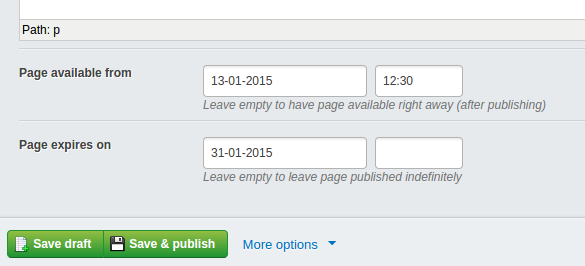 Path: p
Page available from
13-01-2015 12:30
Leave empty to have page available right away (after publishing)
Page expires on
31-01-2015
Leave empty to leave page published indefinitely
Save draft Save & publish More options